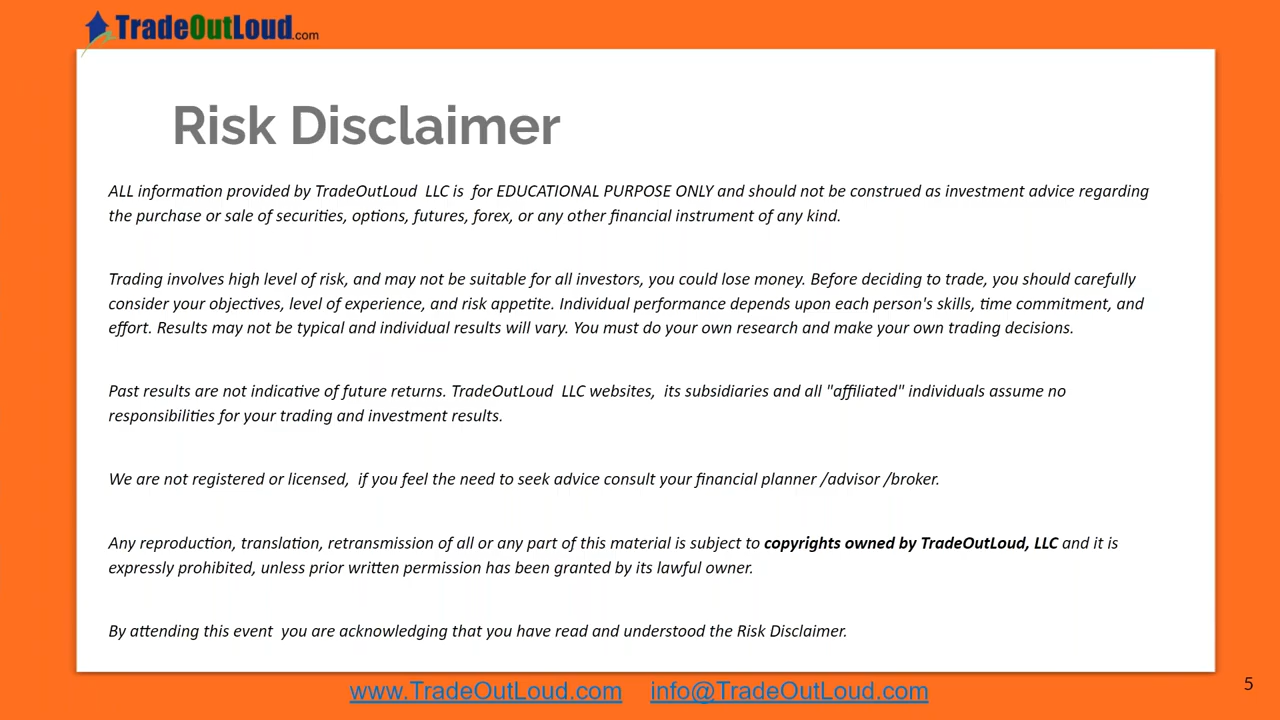 TradeOutLoud.com
Risk Disclaimer
ALL information provided by TradeOutLoud LLC is for EDUCATIONAL PURPOSE ONLY and should not be construed as investment advice regarding
the purchase or sale of securities, options, futures, forex, or any other financial instrument of any kind.
Trading involves high level of risk, and may not be suitable for all investors, you could lose money. Before deciding to trade, you should carefully
consider your objectives, level of experience, and risk appetite. Individual performance depends upon each person's skills, time commitment, and
effort. Results may not be typical and individual results will vary. You must do your own research and make your own trading decisions.
Past results are not indicative of future returns. TradeOutLoud LLC websites, its subsidiaries and all "affiliated" individuals assume no
responsibilities for your trading and investment results.
We are not registered or licensed, if you feel the need to seek advice consult your financial planner /advisor /broker.
Any reproduction, translation, retransmission of all or any part of this material is subject to copyrights owned by TradeOutLoud, LLC and it is
expressly prohibited, unless prior written permission has been granted by its lawful owner.
By attending this event you are acknowledging that you have read and understood the Risk Disclaimer.
www.TradeOutLoud.com info@TradeOutLoud.com
5